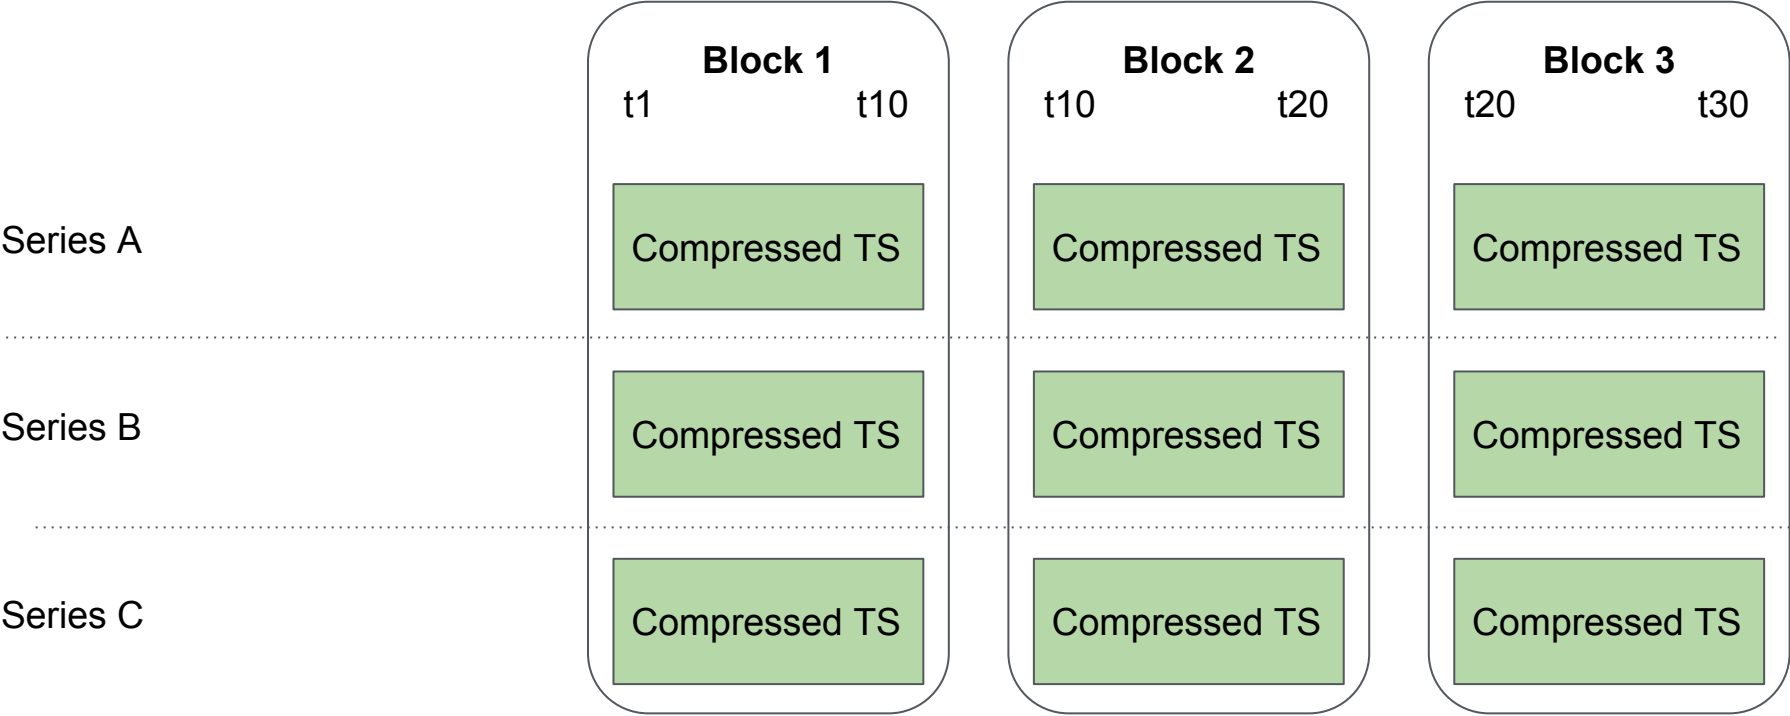 Block 1 Block 2 Block 3
t1 t10 t10 t20 t20 t30
Series A Compressed TS Compressed TS Compressed TS
Series B Compressed TS Compressed TS Compressed TS
Series C Compressed TS Compressed TS Compressed TS